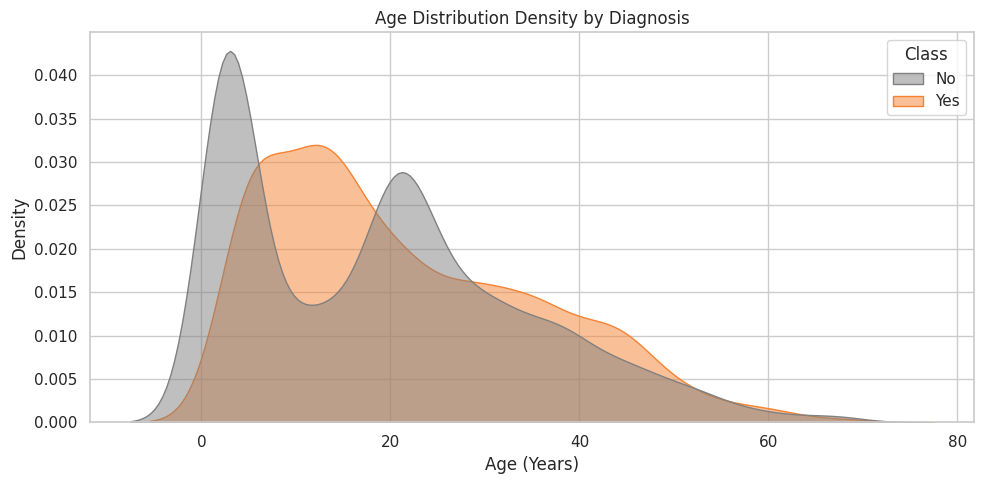 Age Distribution Density by Diagnosis
Class
No
Yes
Density
0.040
0.035
0.030
0.025
0.020
0.015
0.010
0.005
0.000
0 20 40 60 80
Age (Years)